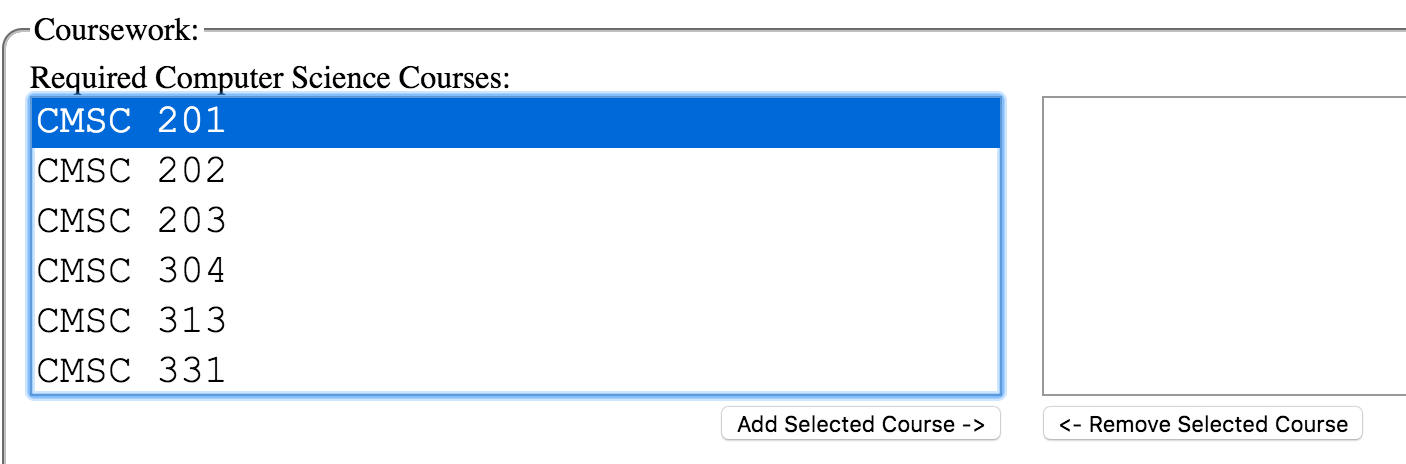 Coursework:
Required Computer Science Courses:
CMSC 201
CMSC 202
CMSC 203
CMSC 304
CMSC 313
CMSC 331
Add Selected Course ->
<- Remove Selected Course